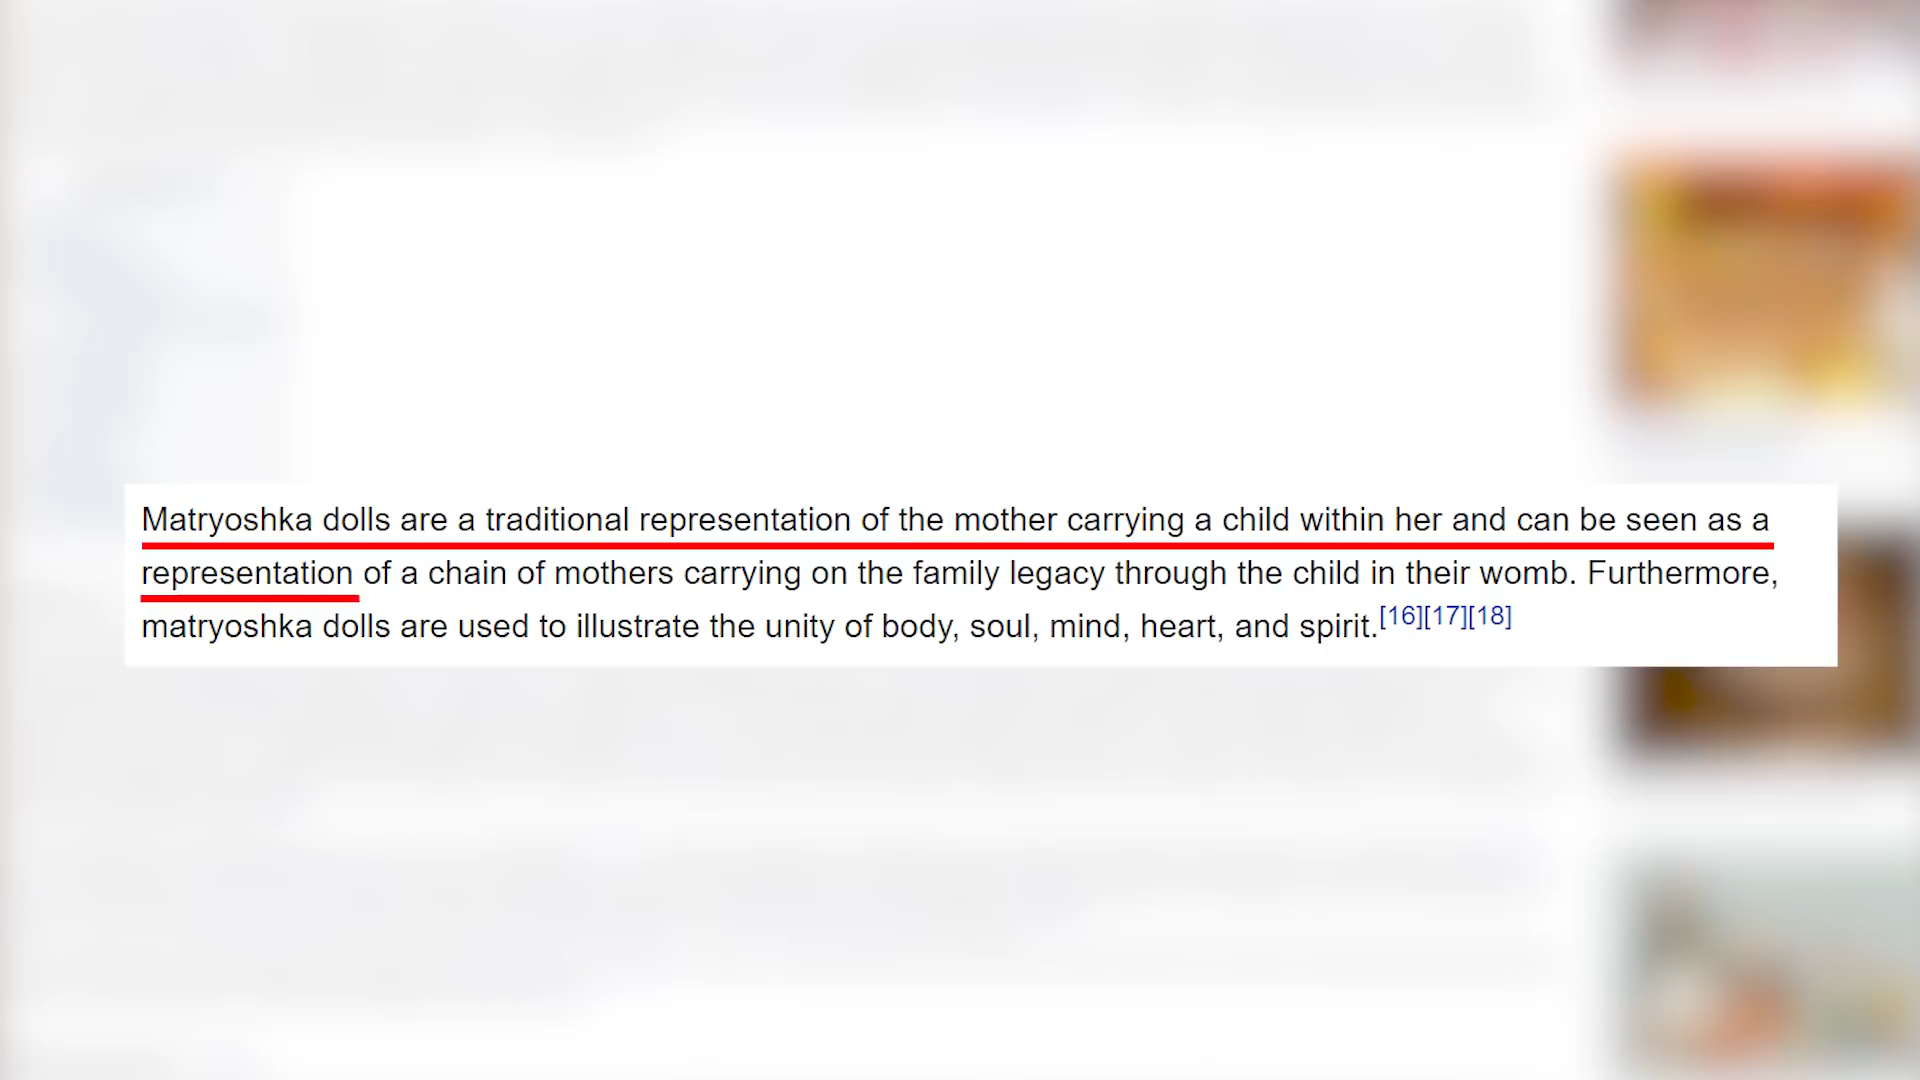 Matryoshka dolls are a traditional representation of the mother carrying a child within her and can be seen as a
representation of a chain of mothers carrying on the family legacy through the child in their womb. Furthermore,
matryoshka dolls are used to illustrate the unity of body, soul, mind, heart, and spirit.[16][17][18]